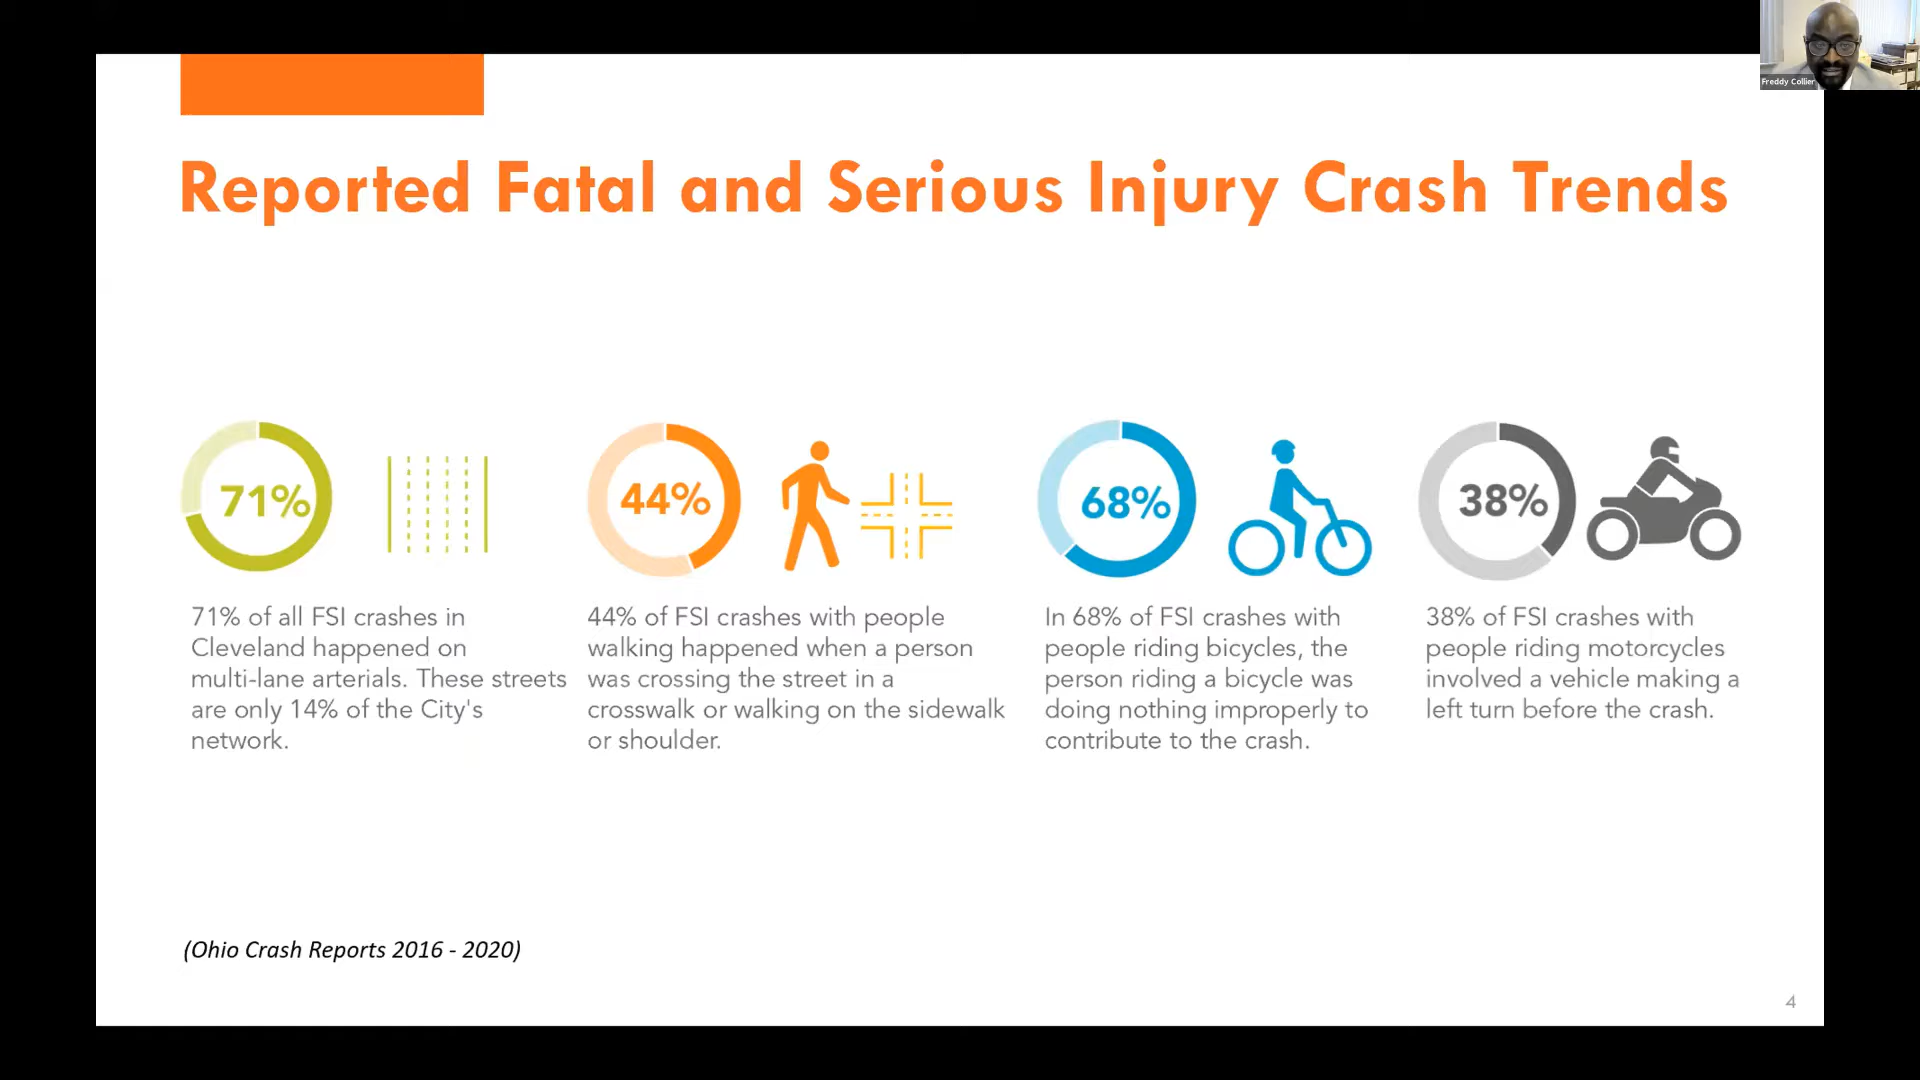 Freddy Collier
Reported Fatal and Serious Injury Crash Trends
71%
44%
68%
38%
71% of all FSI crashes in
Cleveland happened on
multi-lane arterials. These streets
are only 14% of the City's
network.
44% of FSI crashes with people
walking happened when a person
was crossing the street in a
crosswalk or walking on the sidewalk
or shoulder.
In 68% of FSI crashes with
people riding bicycles, the
person riding a bicycle was
doing nothing improperly to
contribute to the crash.
38% of FSI crashes with
people riding motorcycles
involved a vehicle making a
left turn before the crash.
(Ohio Crash Reports 2016 - 2020)
4